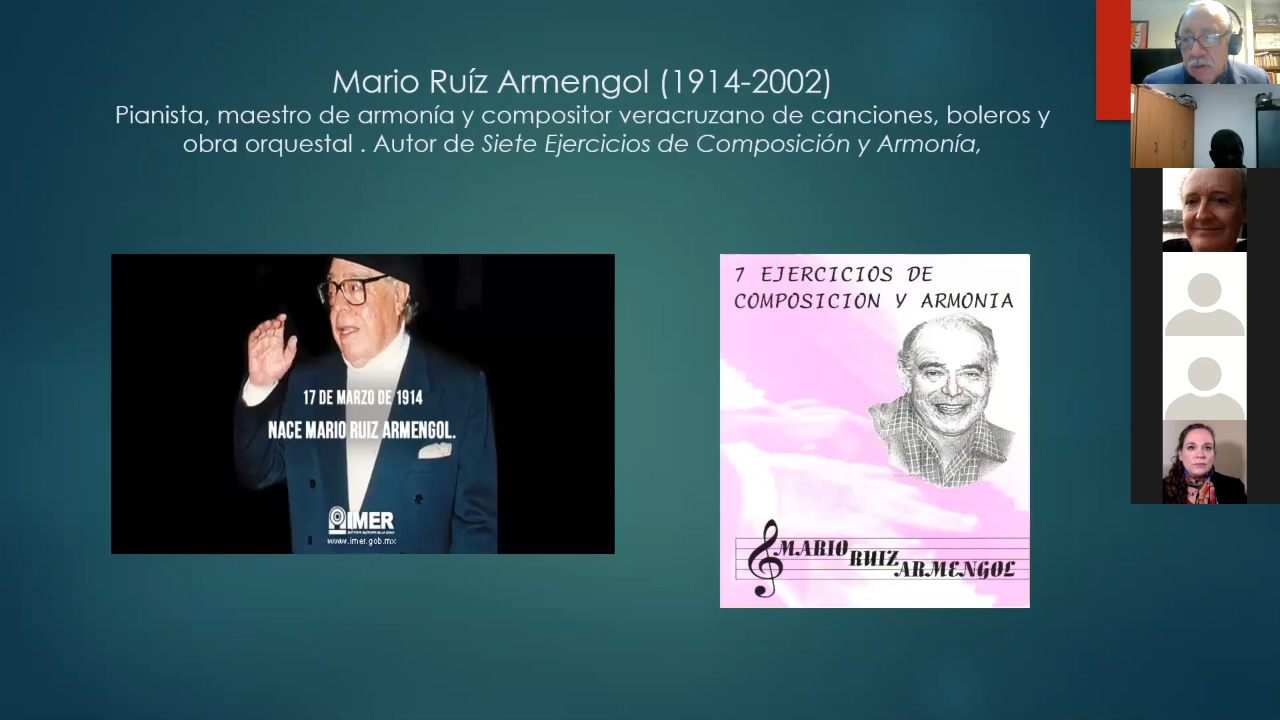 Mario Ruíz Armengol (1914-2002)
Pianista, maestro de armonía y compositor veracruzano de canciones, boleros y
obra orquestal . Autor de Siete Ejercicios de Composición y Armonía,
17 DE MARZO DE 1914
NACE MARIO RUIZ ARMENGOL.
IMER
www.imer.gob.mx
7 EJERCICIOS DE
COMPOSICION Y ARMONIA
MARIO RUIZ ARMENGOL